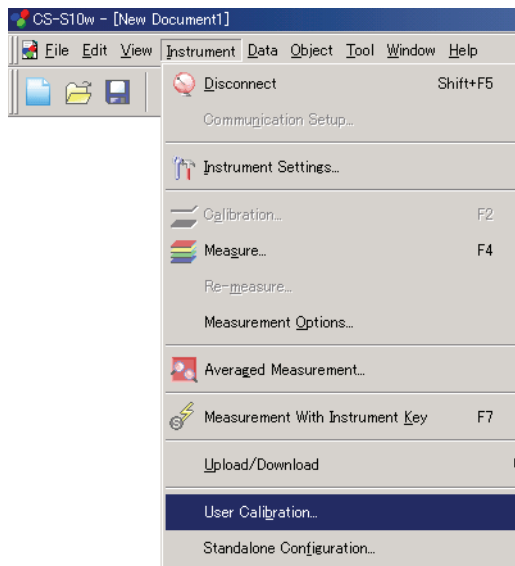 CS-S10w - [New Document1]
File Edit View Instrument Data Object Tool Window Help
Disconnect Shift+F5
Communication Setup...
Instrument Settings...
Calibration... F2
Measure... F4
Re-measure...
Measurement Options...
Averaged Measurement...
Measurement With Instrument Key F7
Upload/Download
User Calibration...
Standalone Configuration...